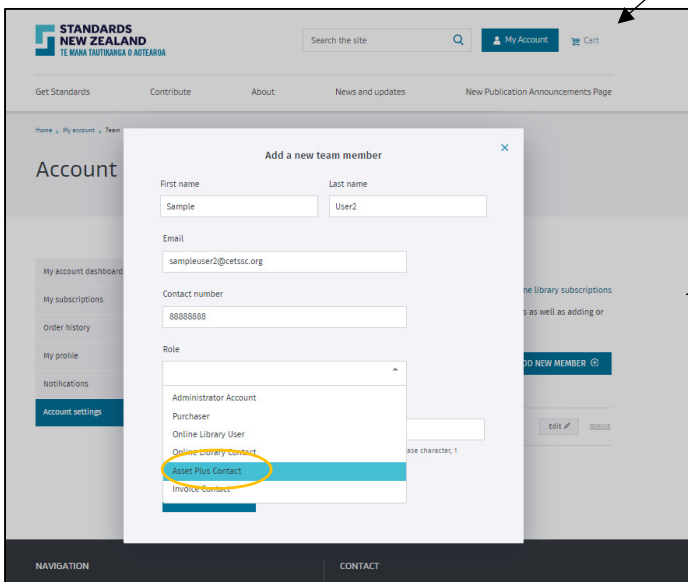 STANDARDS
NEW ZEALAND
TE MANA TAUTIKANGA O AOTEAROA
Search the site
My Account
Cart
Get Standards
Contribute
About
News and updates
New Publication Announcements Page
Home , My account , Team
Account
Add a new team member
×
First name
Last name
Sample
User2
Email
sampleuser2@cetssc.org
Contact number
88888888
Role
Administrator Account
Purchaser
Online Library User
Online Library Contact
Asset Plus Contact
Invoice Contact
ase character, 1
My account dashboard
My subscriptions
Order history
My profile
Notifications
Account settings
ne library subscriptions
s as well as adding or
DD NEW MEMBER
Edit
REMOVE
NAVIGATION
CONTACT